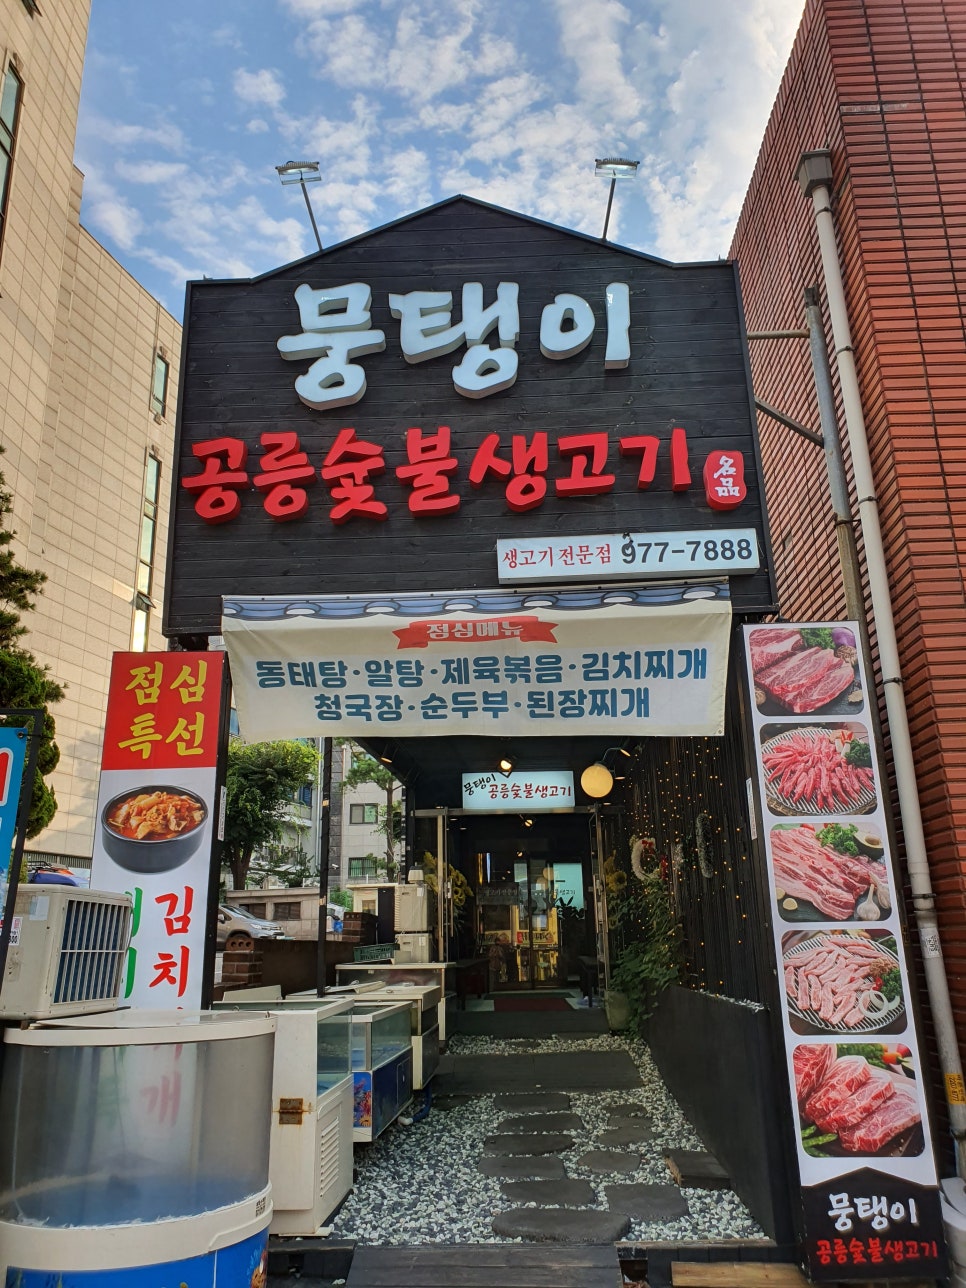 뭉탱이
공릉숯불생고기 名品
생고기 전문점 977-7888
점심메뉴
동태탕·알탕·제육볶음·김치찌개
청국장·순두부·된장찌개
점심
특선
김
치
찌
개
뭉탱이 공릉숯불생고기
뭉탱이
공릉숯불생고기